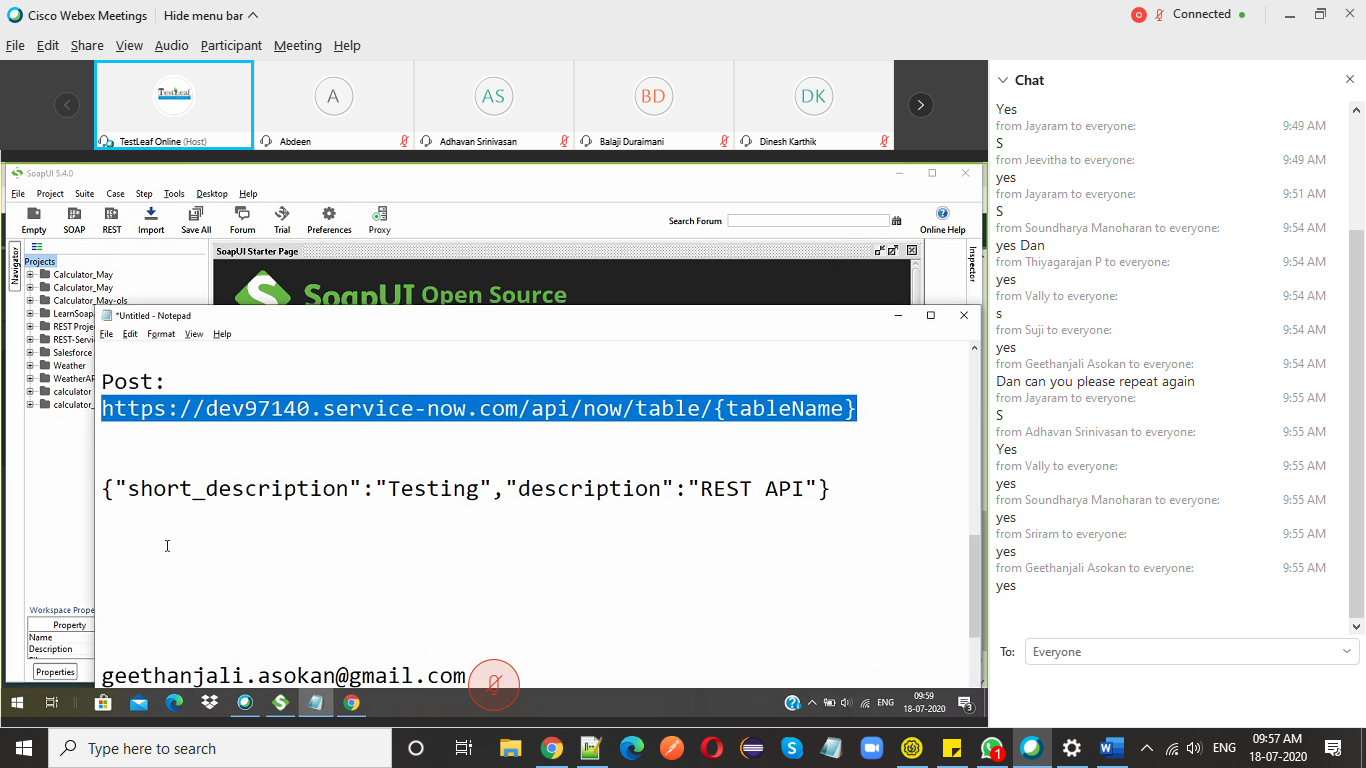 Cisco Webex Meetings
Hide menu bar
Connected
File Edit Share View Audio Participant Meeting Help
TestLeaf
A
AS
BD
DK
TestLeaf Online (Host)
Abdeen
Adhavan Srinivasan
Balaji Duraimani
Dinesh Karthik
SoapUI 5.4.0
File Project Suite Case Step Tools Desktop Help
Empty SOAP REST Import Save All Forum Trial Preferences Proxy
Search Forum
Online Help
Navigator
Projects
Calculator_May
Calculator_May
Calculator_May-ols
LearnSoap
REST Proje
REST-Servi
Salesforce
Weather
WeatherAP
calculator
calculator_
SoapUI Starter Page
SoapUI Open Source
Inspector
*Untitled - Notepad
File Edit Format View Help
Post:
https://dev97140.service-now.com/api/now/table/{tableName}
{"short_description":"Testing","description":"REST API"}
geethanjali.asokan@gmail.com
Workspace Prope
Property
Name
Description
Properties
ENG
09:59
18-07-2020
3
Chat
Yes
from Jayaram to everyone: 9:49 AM
S
from Jeevitha to everyone: 9:49 AM
yes
from Jayaram to everyone: 9:51 AM
S
from Soundharya Manoharan to everyone: 9:54 AM
yes Dan
from Thiyagarajan P to everyone: 9:54 AM
yes
from Vally to everyone: 9:54 AM
s
from Suji to everyone: 9:54 AM
yes
from Geethanjali Asokan to everyone: 9:54 AM
Dan can you please repeat again
from Jayaram to everyone: 9:55 AM
S
from Adhavan Srinivasan to everyone: 9:55 AM
Yes
from Vally to everyone: 9:55 AM
yes
from Soundharya Manoharan to everyone: 9:55 AM
yes
from Sriram to everyone: 9:55 AM
yes
from Geethanjali Asokan to everyone: 9:55 AM
yes
To: Everyone
Type here to search
1
ENG
09:57 AM
18-07-2020